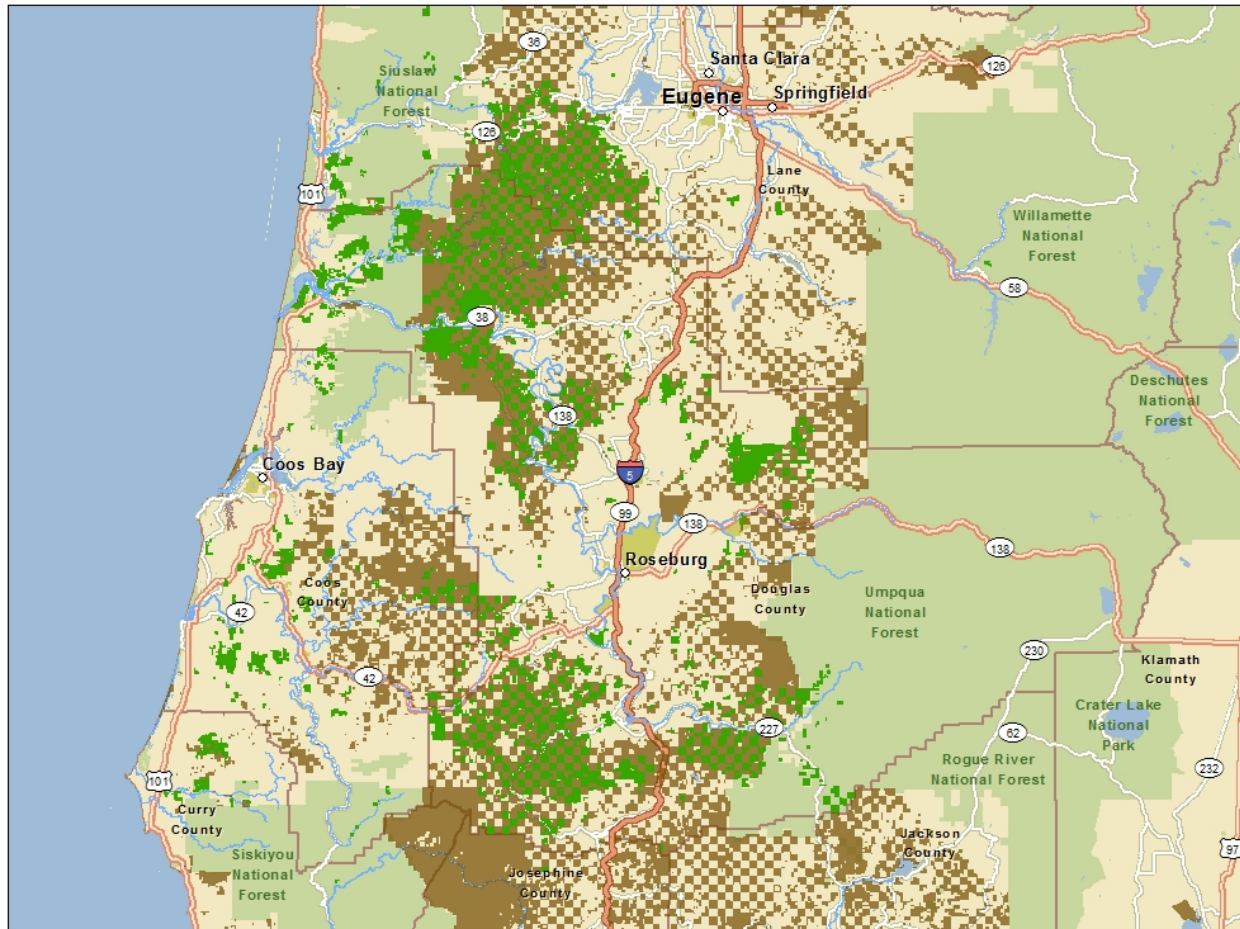 36
Santa Clara
126
Siuslaw
National
Forest
Eugene
Springfield
126
Lane
County
101
Willamette
National
Forest
58
38
Deschutes
National
Forest
138
Coos Bay
5
99
138
138
Roseburg
Coos
County
42
Douglas
County
Umpqua
National
Forest
230
Klamath
County
42
Crater Lake
National
Park
227
62
Rogue River
National Forest
232
101
Curry
County
Jackson
County
97
Siskiyou
National
Forest
Josephine
County